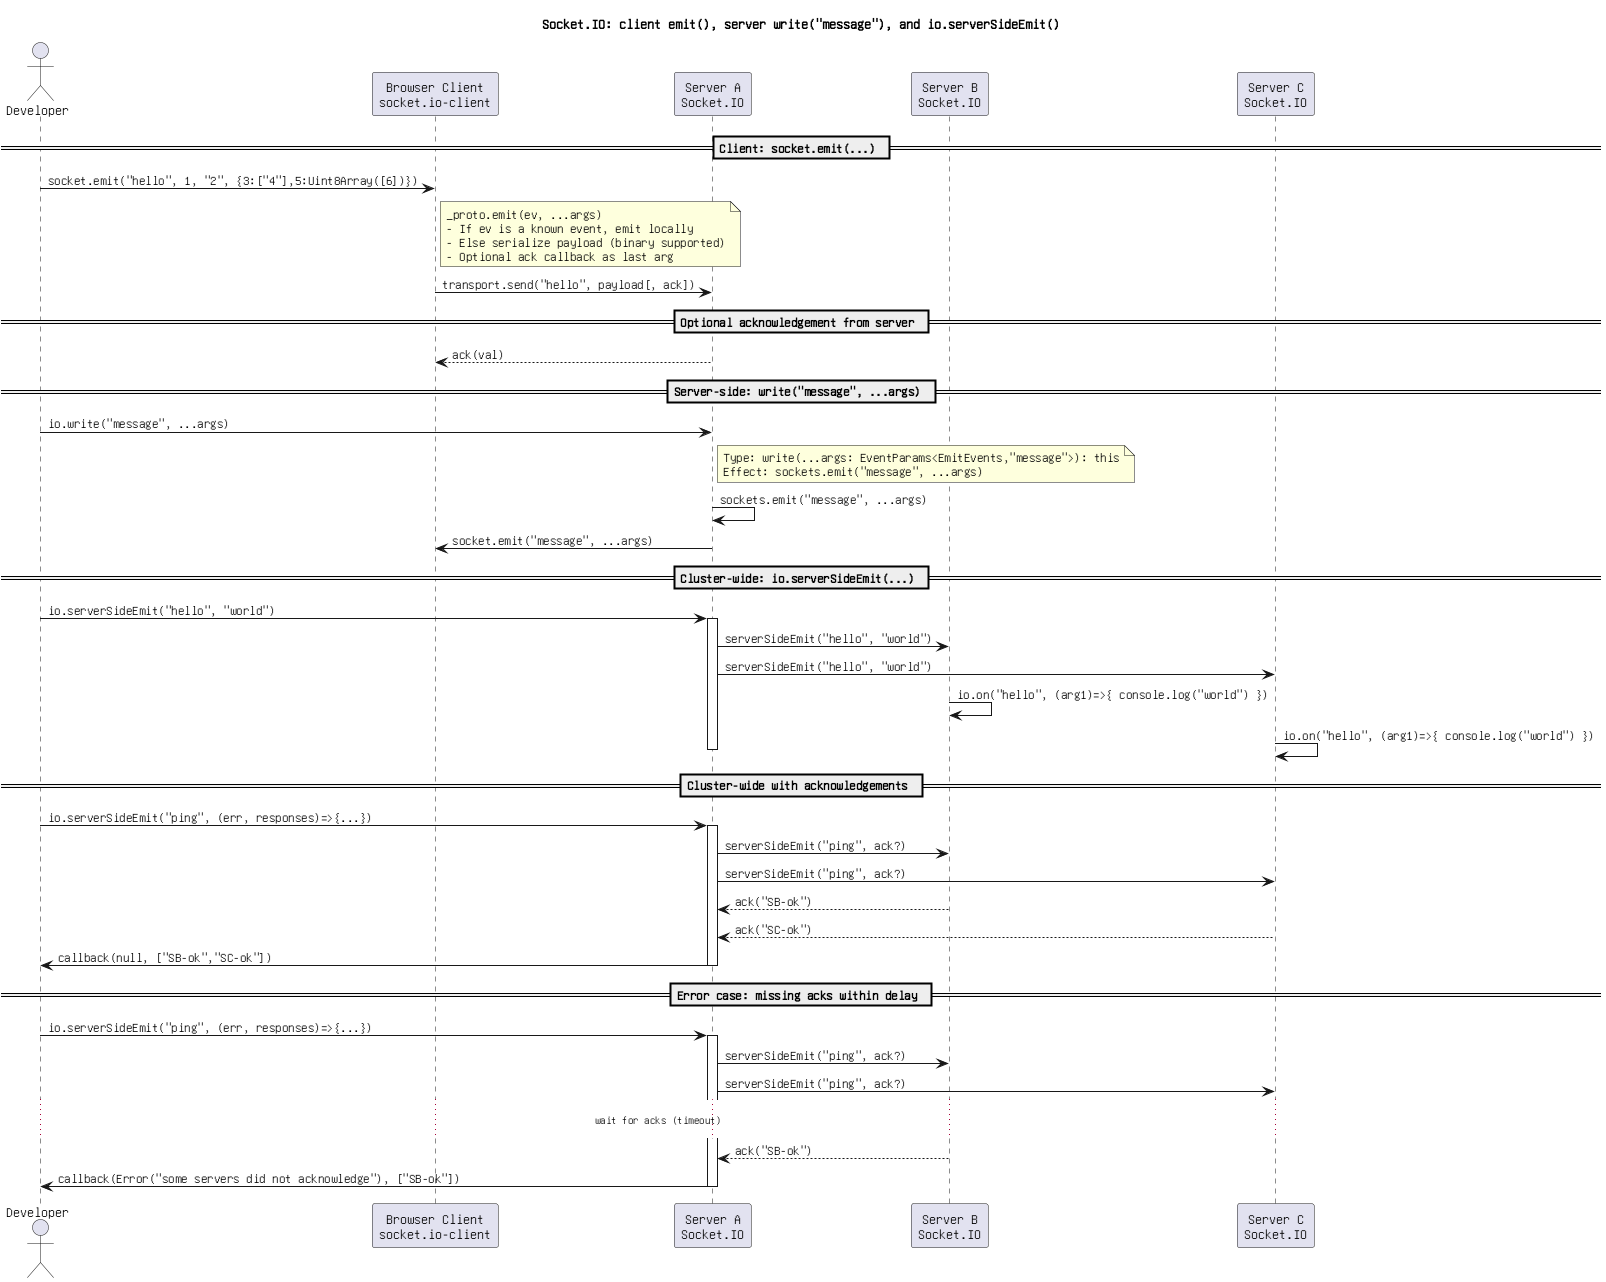 Socket.IO: client emit(), server write("message"), and io.serverSideEmit()
Developer
Browser Client
socket.io-client
Server A
Socket.IO
Server B
Socket.IO
Server C
Socket.IO
Client: socket.emit(...)
socket.emit("hello", 1, "2", {3:["4"],5:Uint8Array([6])})
_proto.emit(ev, ...args)
- If ev is a known event, emit locally
- Else serialize payload (binary supported)
- Optional ack callback as last arg
transport.send("hello", payload[, ack])
Optional acknowledgement from server
ack(val)
Server-side: write("message", ...args)
io.write("message", ...args)
Type: write(...args: EventParams<EmitEvents,"message">): this
Effect: sockets.emit("message", ...args)
sockets.emit("message", ...args)
socket.emit("message", ...args)
Cluster-wide: io.serverSideEmit(...)
io.serverSideEmit("hello", "world")
serverSideEmit("hello", "world")
serverSideEmit("hello", "world")
io.on("hello", (arg1)=>{ console.log("world") })
io.on("hello", (arg1)=>{ console.log("world") })
Cluster-wide with acknowledgements
io.serverSideEmit("ping", (err, responses)=>{...})
serverSideEmit("ping", ack?)
serverSideEmit("ping", ack?)
ack("SB-ok")
ack("SC-ok")
callback(null, ["SB-ok","SC-ok"])
Error case: missing acks within delay
io.serverSideEmit("ping", (err, responses)=>{...})
serverSideEmit("ping", ack?)
serverSideEmit("ping", ack?)
wait for acks (timeout)
ack("SB-ok")
callback(Error("some servers did not acknowledge"), ["SB-ok"])
Developer
Browser Client
socket.io-client
Server A
Socket.IO
Server B
Socket.IO
Server C
Socket.IO